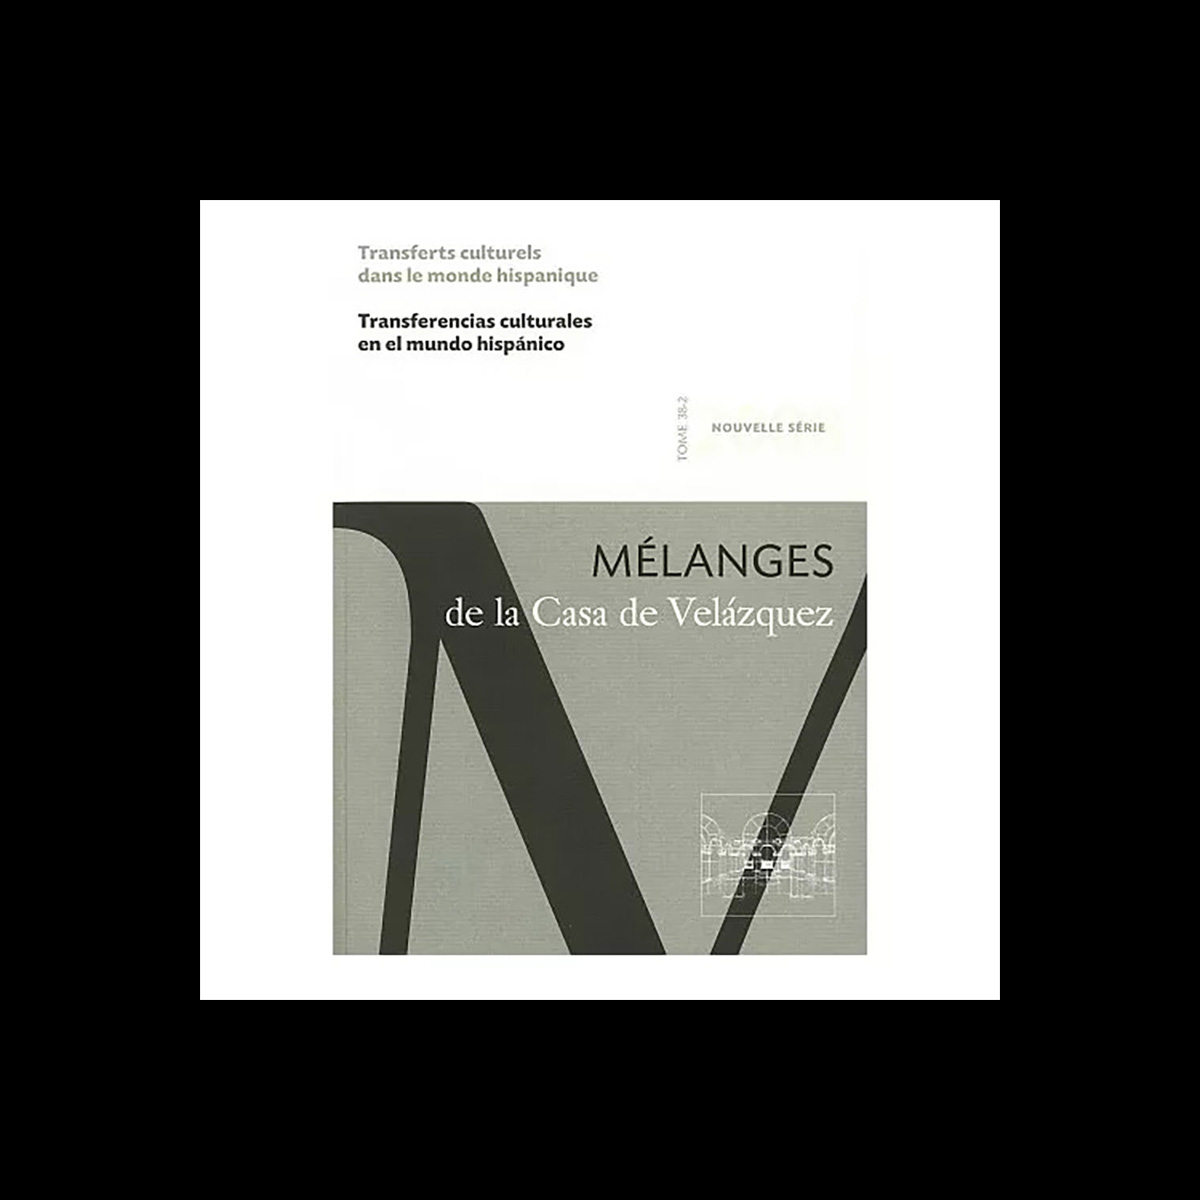 Transferts culturels
dans le monde hispanique
Transferencias culturales
en el mundo hispánico
TOME 38-2
NOUVELLE SÉRIE
MÉLANGES
de la Casa de Velázquez